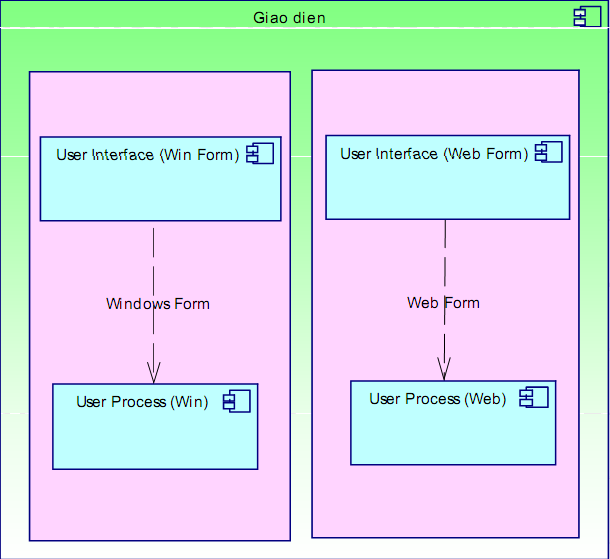 Giao dien
User Interface (Win Form)
User Interface (Web Form)
Windows Form
Web Form
User Process (Win)
User Process (Web)